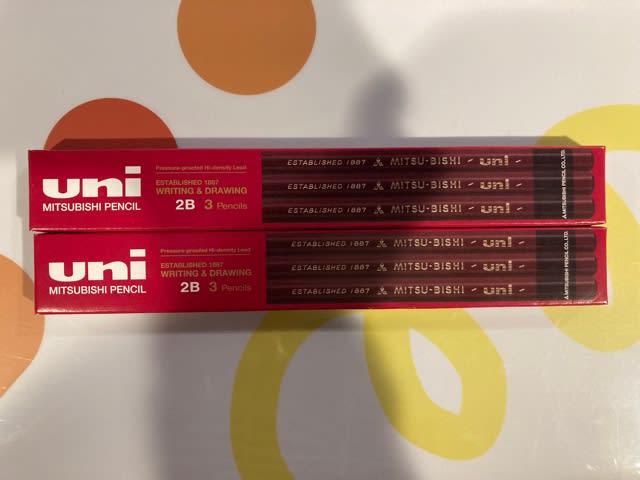 uni
MITSUBISHI PENCIL
Pressure-proofed Hi-density Lead
ESTABLISHED 1887
WRITING & DRAWING
2B 3 Pencils
ESTABLISHED 1887 MITSU-BISHI - uni -
ESTABLISHED 1887 MITSU-BISHI - uni -
ESTABLISHED 1887 MITSU-BISHI - uni -
MITSUBISHI PENCIL CO., LTD.
uni
MITSUBISHI PENCIL
Pressure-proofed Hi-density Lead
ESTABLISHED 1887
WRITING & DRAWING
2B 3 Pencils
ESTABLISHED 1887 MITSU-BISHI - uni -
ESTABLISHED 1887 MITSU-BISHI - uni -
ESTABLISHED 1887 MITSU-BISHI - uni -
MITSUBISHI PENCIL CO., LTD.